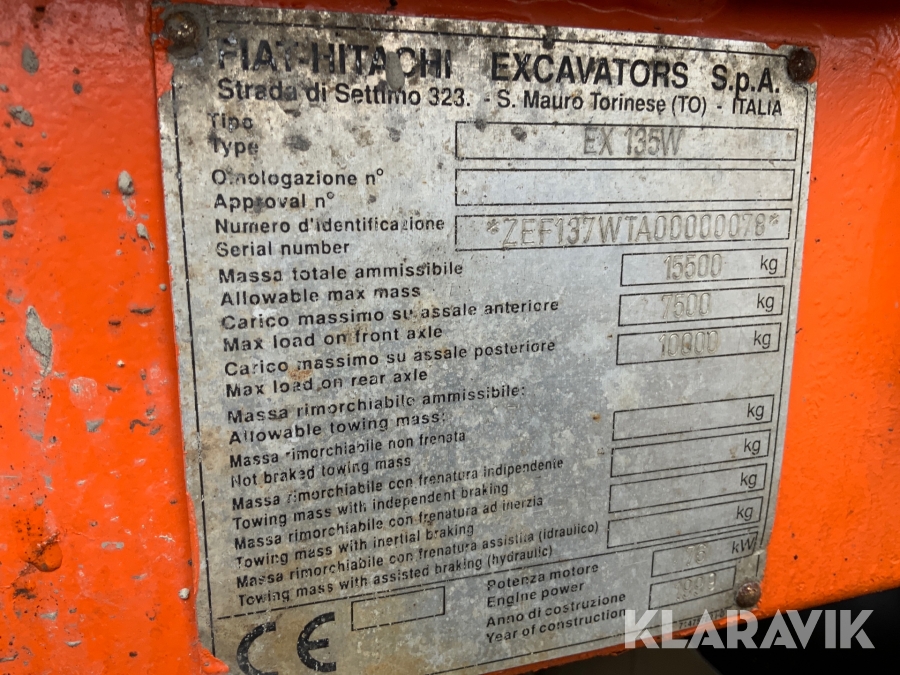 FIAT-HITACHI EXCAVATORS S.p.A.
Strada di Settimo 323. - S. Mauro Torinese (TO) - ITALIA
Tipo
Type
EX 135W
Omologazione n°
Approval n°
Numero d'identificazione
Serial number
*ZEF137WTA00000076*
Massa totale ammissibile
Allowable max mass
15500 kg
Carico massimo su assale anteriore
Max load on front axle
7500 kg
Carico massimo su assale posteriore
Max load on rear axle
10000 kg
Massa rimorchiabile ammissibile:
Allowable towing mass:
Massa rimorchiabile non frenata
Not braked towing mass
kg
Massa rimorchiabile con frenatura indipendente
Towing mass with independent braking
kg
Massa rimorchiabile con frenatura ad inerzia
Towing mass with inertial braking
kg
Massa rimorchiabile con frenatura assistita (idraulico)
Towing mass with assisted braking (hydraulic)
kg
Potenza motore
Engine power
kW
Anno di costruzione
Year of construction
CE
KLARAVIK